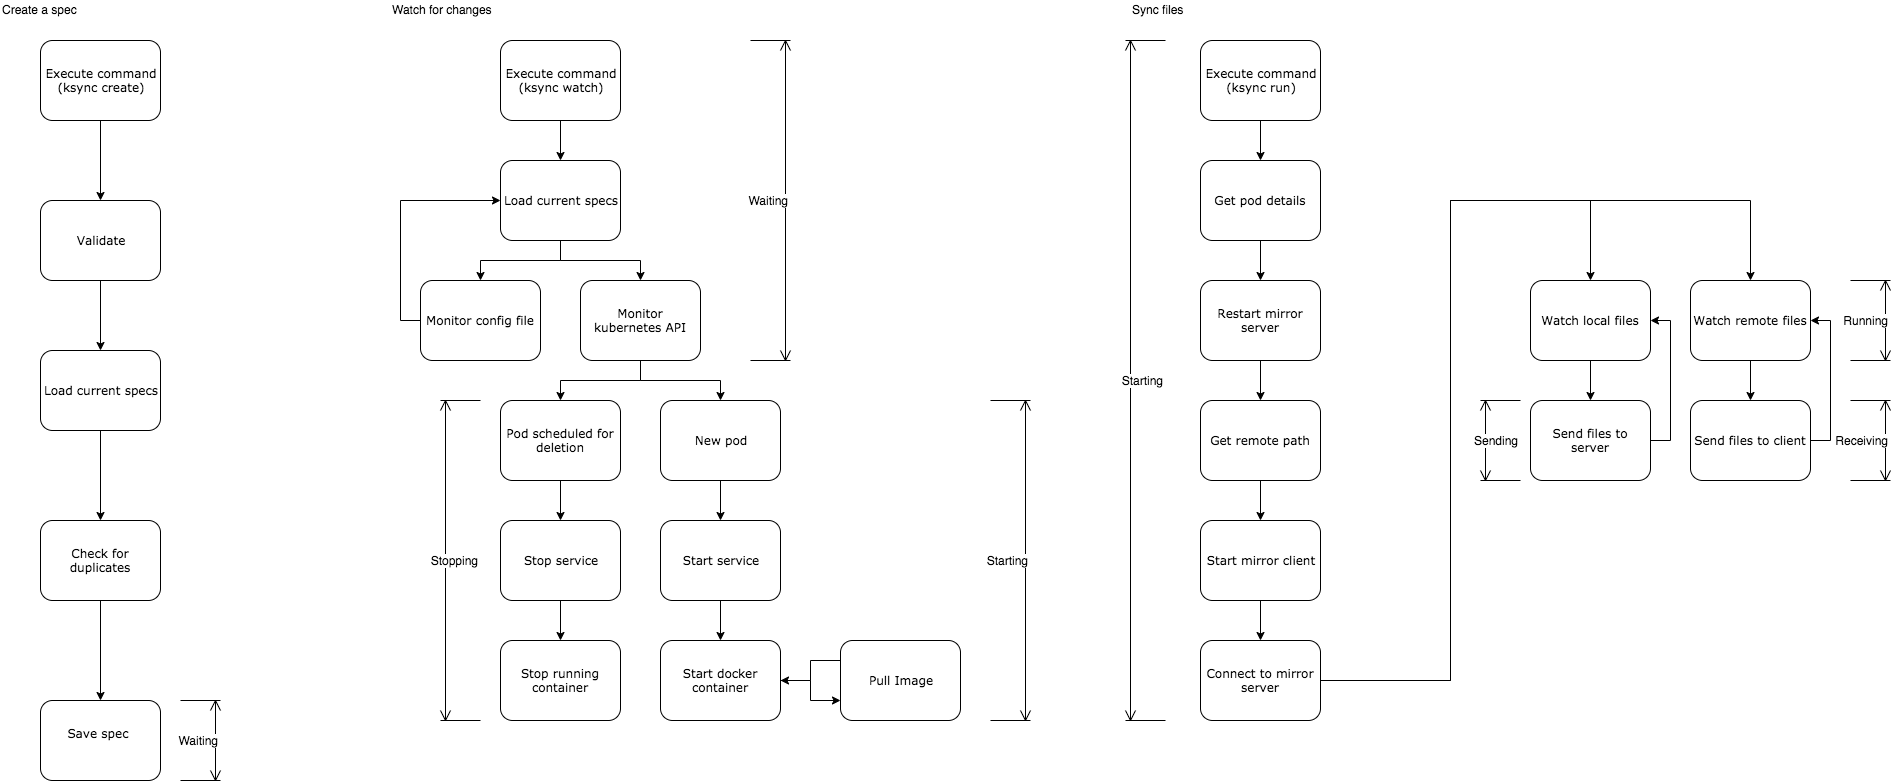 Create a spec
Execute command
(ksync create)
Validate
Load current specs
Check for
duplicates
Save spec
Waiting
Watch for changes
Execute command
(ksync watch)
Load current specs
Waiting
Monitor config file
Monitor
kubernetes API
Pod scheduled for
deletion
New pod
Stopping
Stop service
Start service
Starting
Stop running
container
Start docker
container
Pull Image
Sync files
Execute command
(ksync run)
Get pod details
Restart mirror
server
Starting
Get remote path
Start mirror client
Connect to mirror
server
Watch local files
Watch remote files
Running
Sending
Send files to
server
Send files to client
Receiving